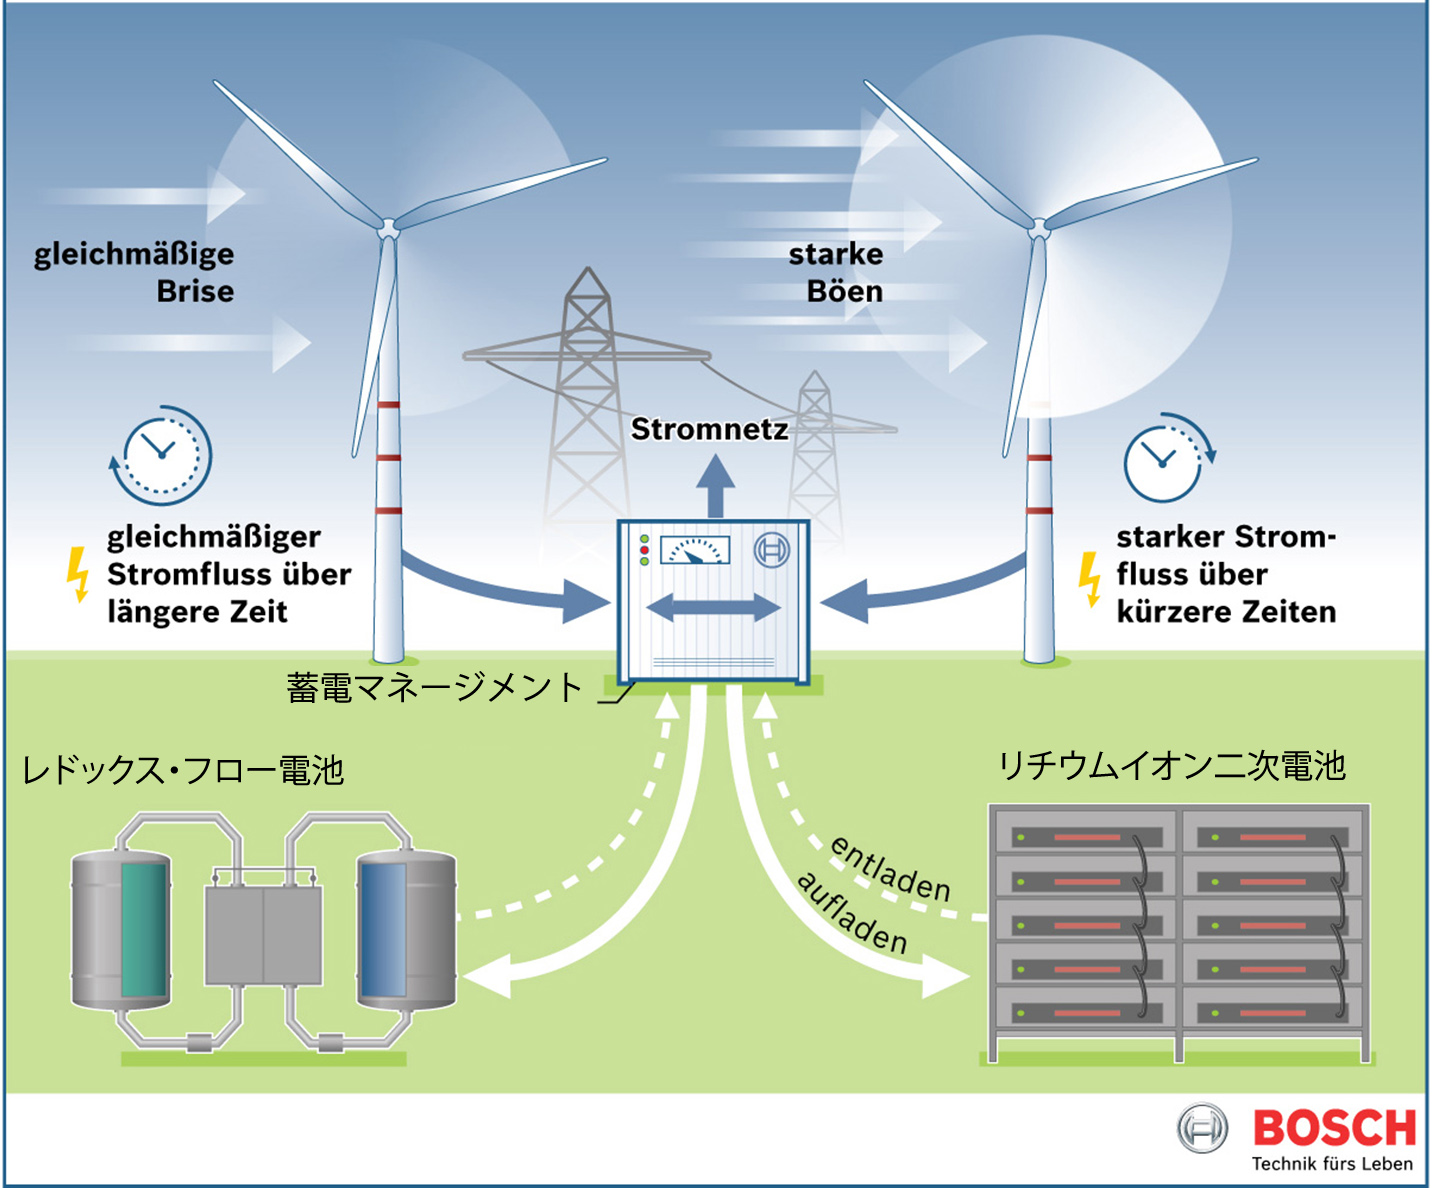 gleichmäßige
Brise
starke
Böen
Stromnetz
gleichmäßiger
Stromfluss über
längere Zeit
starker Strom-
fluss über
kürzere Zeiten
蓄電マネージメント
レドックス・フロー電池
リチウムイオン二次電池
entladen
aufladen
BOSCH
Technik fürs Leben